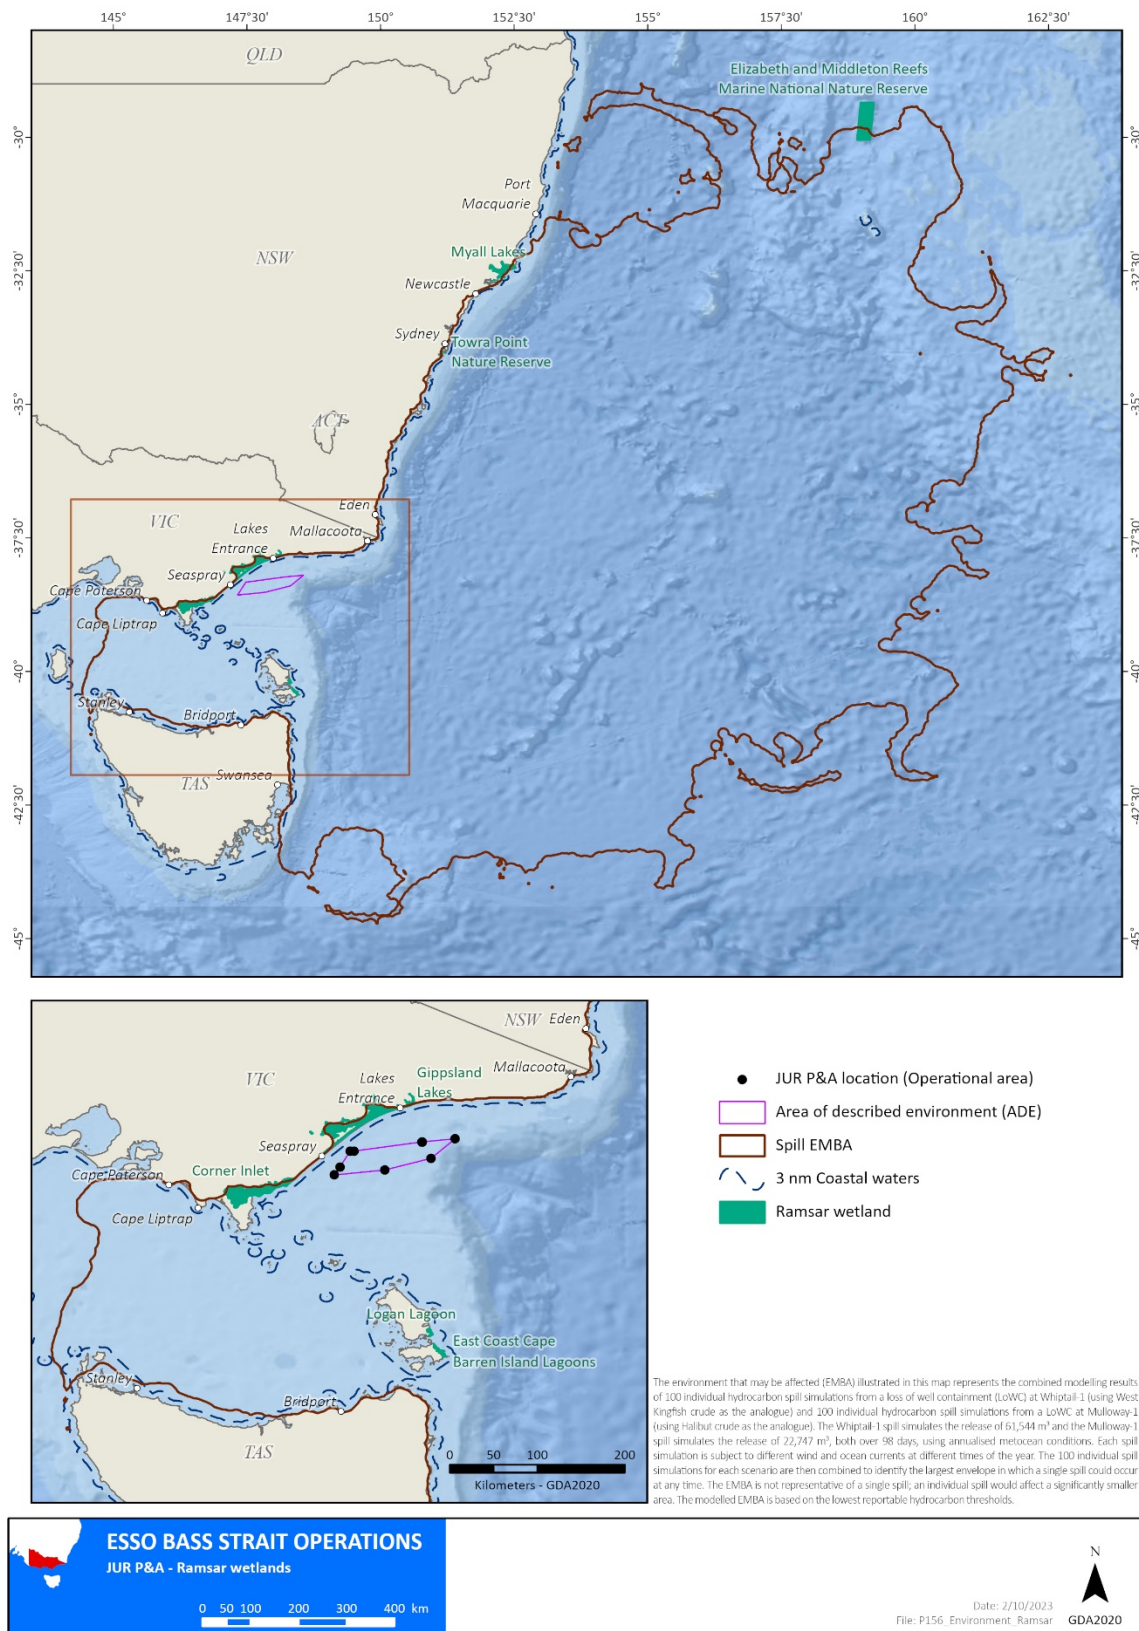 145°
147°30'
150°
152°30'
155°
157°30'
160°
162°30'
QLD
Elizabeth and Middleton Reefs
Marine National Nature Reserve
-30°
-30°
Port
Macquarie
NSW
Myall Lakes
-32°30'
-32°30'
Newcastle
Sydney
Towra Point
Nature Reserve
-35°
-35°
ACT
Eden
VIC
Lakes
Entrance
Mallacoota
-37°30'
-37°30'
Seaspray
Cape Paterson
Cape Liptrap
-40°
-40°
Stanley
Bridport
TAS
Swansea
-42°30'
-42°30'
-45°
-45°
NSW
Eden
Mallacoota
VIC
Lakes
Entrance
Gippsland
Lakes
Seaspray
Corner Inlet
Cape Paterson
Cape Liptrap
Logan Lagoon
East Coast Cape
Barren Island Lagoons
Stanley
Bridport
TAS
0 50 100 200
Kilometers - GDA2020
JUR P&A location (Operational area)
Area of described environment (ADE)
Spill EMBA
3 nm Coastal waters
Ramsar wetland
The environment that may be affected (EMBA) illustrated in this map represents the combined modelling results
of 100 individual hydrocarbon spill simulations from a loss of well containment (LoWC) at Whiptail-1 (using West
Kingfish crude as the analogue) and 100 individual hydrocarbon spill simulations from a LoWC at Mulloway-1
(using Halibut crude as the analogue). The Whiptail-1 spill simulates the release of 61,544 m³ and the Mulloway-1
spill simulates the release of 22,747 m³, both over 98 days, using annualised metocean conditions. Each spill
simulation is subject to different wind and ocean currents at different times of the year. The 100 individual spill
simulations for each scenario are then combined to identify the largest envelope in which a single spill could occur
at any time. The EMBA is not representative of a single spill; an individual spill would affect a significantly smaller
area. The modelled EMBA is based on the lowest reportable hydrocarbon thresholds.
ESSO BASS STRAIT OPERATIONS
JUR P&A - Ramsar wetlands
0 50 100 200 300 400 km
N
Date: 2/10/2023
File: P156_Environment_Ramsar
GDA2020